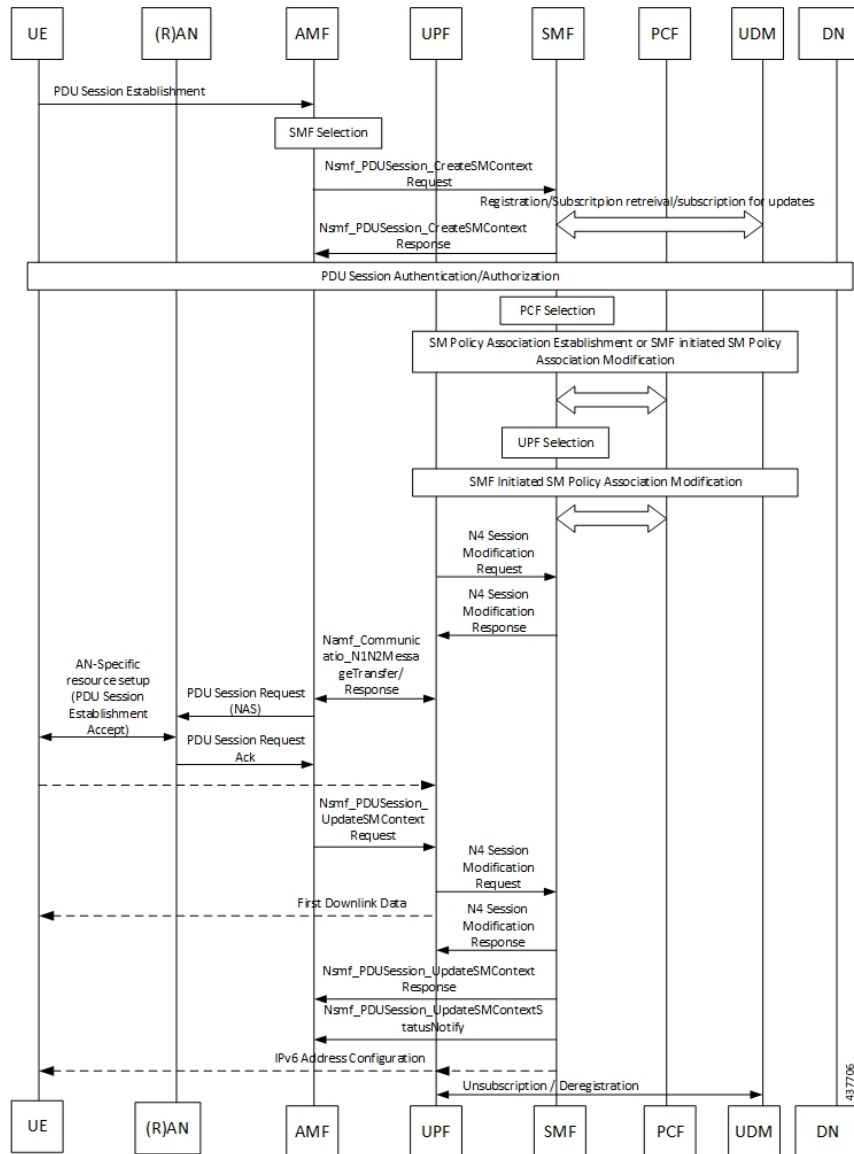 UE
(R)AN
AMF
UPF
SMF
PCF
UDM
DN
PDU Session Establishment
SMF Selection
Nsmf_PDUSession_CreateSMContext
Request
Registration/Subscritpion retreival/subscription for updates
Nsmf_PDUSession_CreateSMContext
Response
PDU Session Authentication/Authorization
PCF Selection
SM Policy Association Establishment or SMF initiated SM Policy
Association Modification
UPF Selection
SMF Initiated SM Policy Association Modification
N4 Session
Modification
Request
N4 Session
Modification
Response
Namf_Communic
atio_N1N2Messa
geTransfer/
Response
AN-Specific
resource setup
(PDU Session
Establishment
Accept)
PDU Session Request
(NAS)
PDU Session Request
Ack
Nsmf_PDUSession_
UpdateSMContext
Request
N4 Session
Modification
Request
First Downlink Data
N4 Session
Modification
Response
Nsmf_PDUSession_UpdateSMContext
Response
Nsmf_PDUSession_UpdateSMContextS
tatusNotify
IPv6 Address Configuration
Unsubscription / Deregistration
437706
UE
(R)AN
AMF
UPF
SMF
PCF
UDM
DN